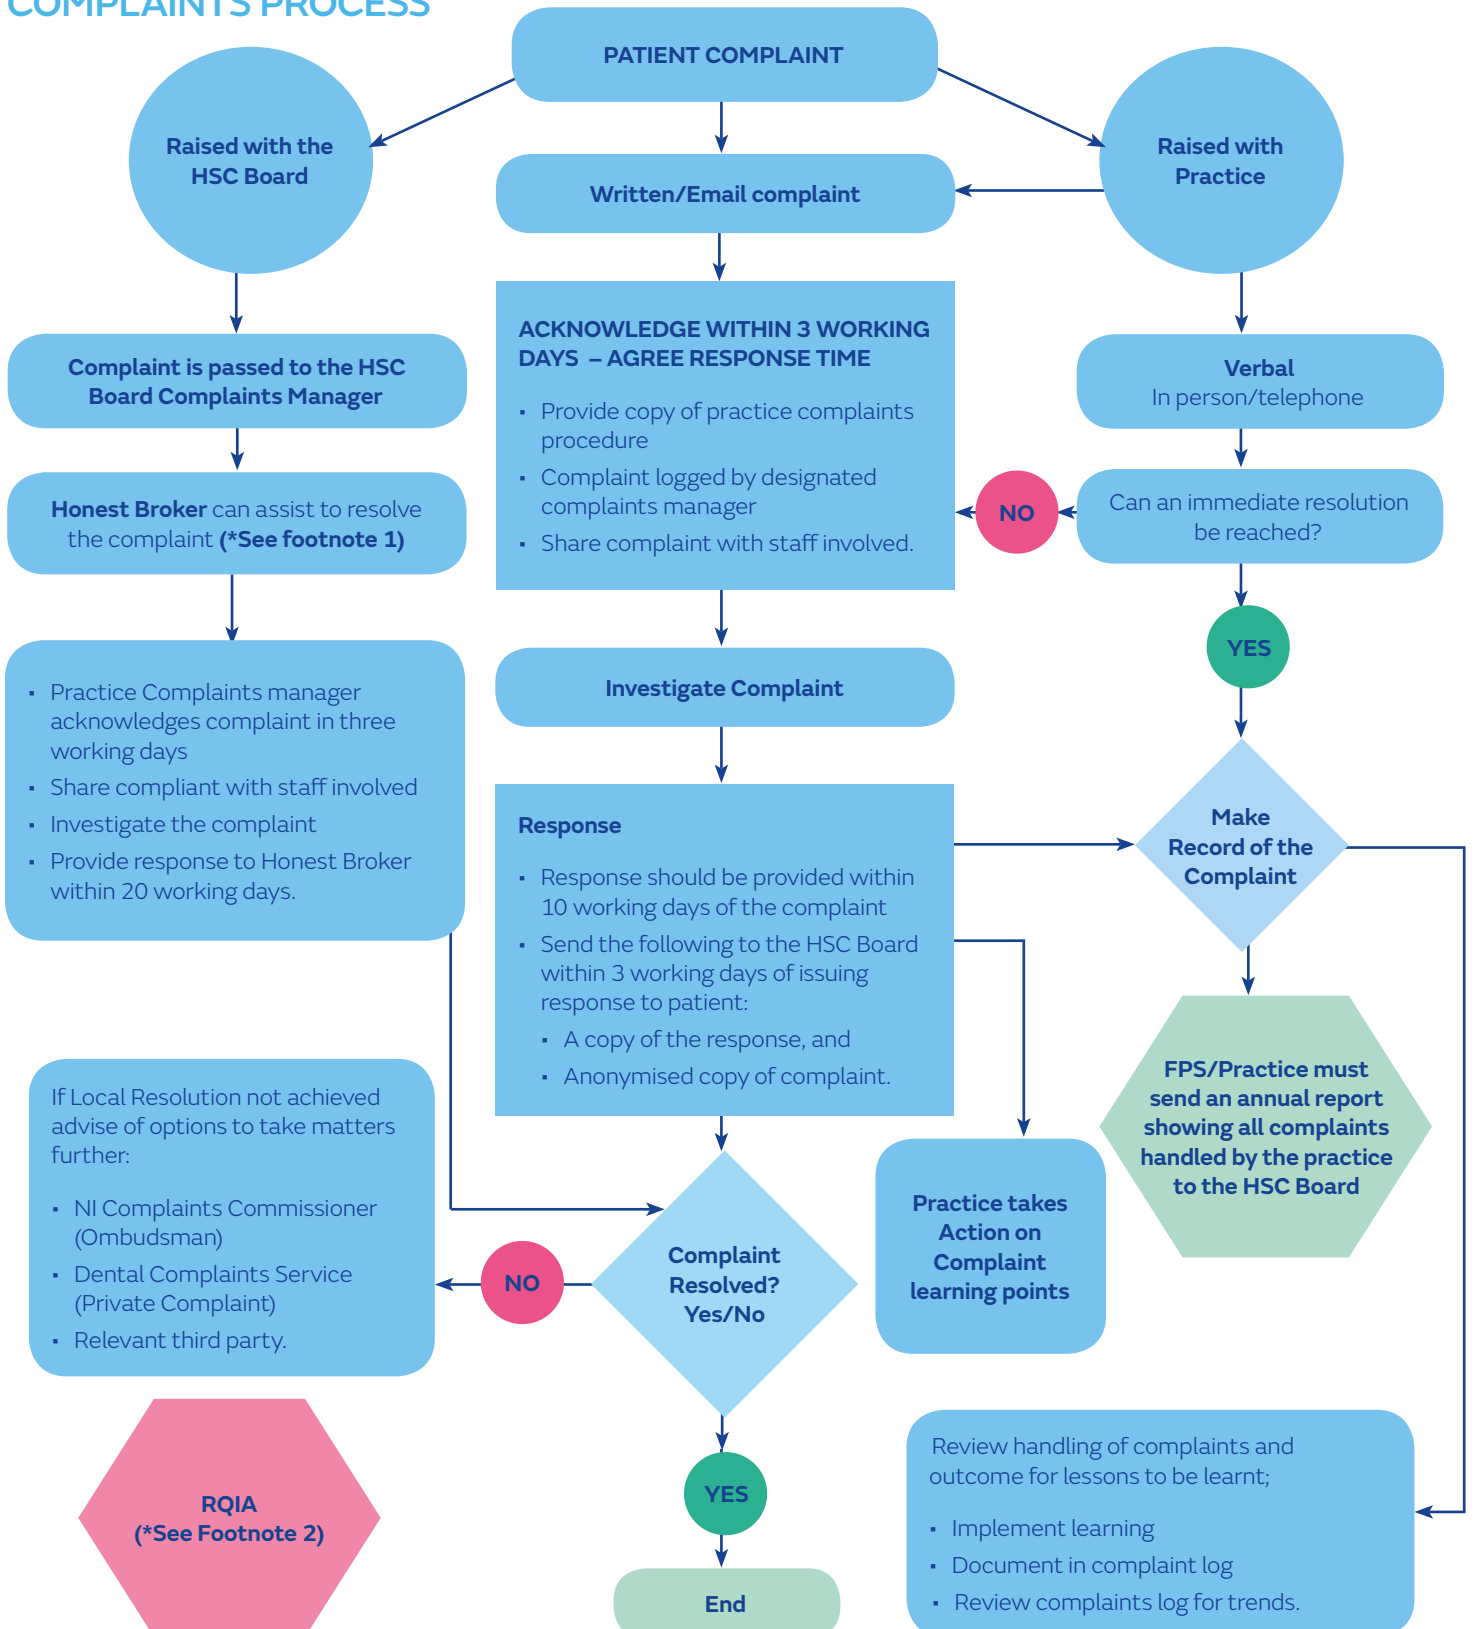 COMPLAINTS PROCESS
PATIENT COMPLAINT
Raised with the
HSC Board
Written/Email complaint
Raised with
Practice
Complaint is passed to the HSC
Board Complaints Manager
Honest Broker can assist to resolve
the complaint (*See footnote 1)
▪ Practice Complaints manager
acknowledges complaint in three
working days
▪ Share compliant with staff involved
▪ Investigate the complaint
▪ Provide response to Honest Broker
within 20 working days.
ACKNOWLEDGE WITHIN 3 WORKING
DAYS – AGREE RESPONSE TIME
▪ Provide copy of practice complaints
procedure
▪ Complaint logged by designated
complaints manager
▪ Share complaint with staff involved.
Verbal
In person/telephone
Can an immediate resolution
be reached?
NO
YES
Investigate Complaint
Response
▪ Response should be provided within
10 working days of the complaint
▪ Send the following to the HSC Board
within 3 working days of issuing
response to patient:
▪ A copy of the response, and
▪ Anonymised copy of complaint.
Make
Record of the
Complaint
FPS/Practice must
send an annual report
showing all complaints
handled by the practice
to the HSC Board
Practice takes
Action on
Complaint
learning points
Complaint
Resolved?
Yes/No
NO
If Local Resolution not achieved
advise of options to take matters
further:
▪ NI Complaints Commissioner
(Ombudsman)
▪ Dental Complaints Service
(Private Complaint)
▪ Relevant third party.
RQIA
(*See Footnote 2)
YES
End
Review handling of complaints and
outcome for lessons to be learnt;
▪ Implement learning
▪ Document in complaint log
▪ Review complaints log for trends.